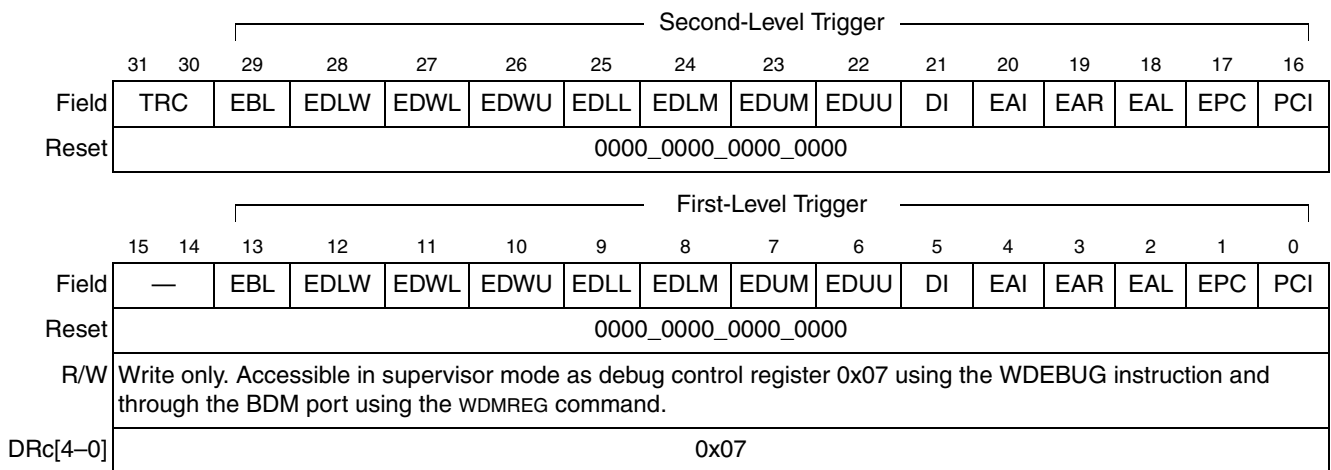 Second-Level Trigger
31 30 29 28 27 26 25 24 23 22 21 20 19 18 17 16
Field TRC EBL EDLW EDWL EDWU EDLL EDLM EDUM EDUU DI EAI EAR EAL EPC PCI
Reset 0000_0000_0000_0000
First-Level Trigger
15 14 13 12 11 10 9 8 7 6 5 4 3 2 1 0
Field — EBL EDLW EDWL EDWU EDLL EDLM EDUM EDUU DI EAI EAR EAL EPC PCI
Reset 0000_0000_0000_0000
R/W Write only. Accessible in supervisor mode as debug control register 0x07 using the WDEBUG instruction and
through the BDM port using the WDMREG command.
DRc[4–0] 0x07